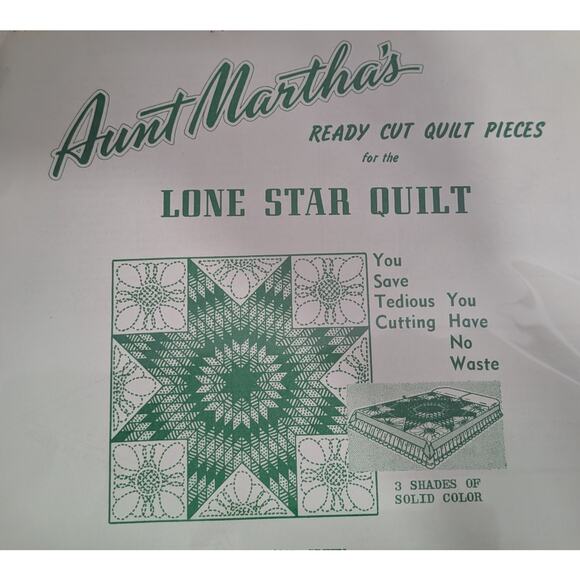 Aunt Martha's
READY CUT QUILT PIECES
for the
LONE STAR QUILT
You
Save
Tedious
Cutting
You
Have
No
Waste
3 SHADES OF
SOLID COLOR